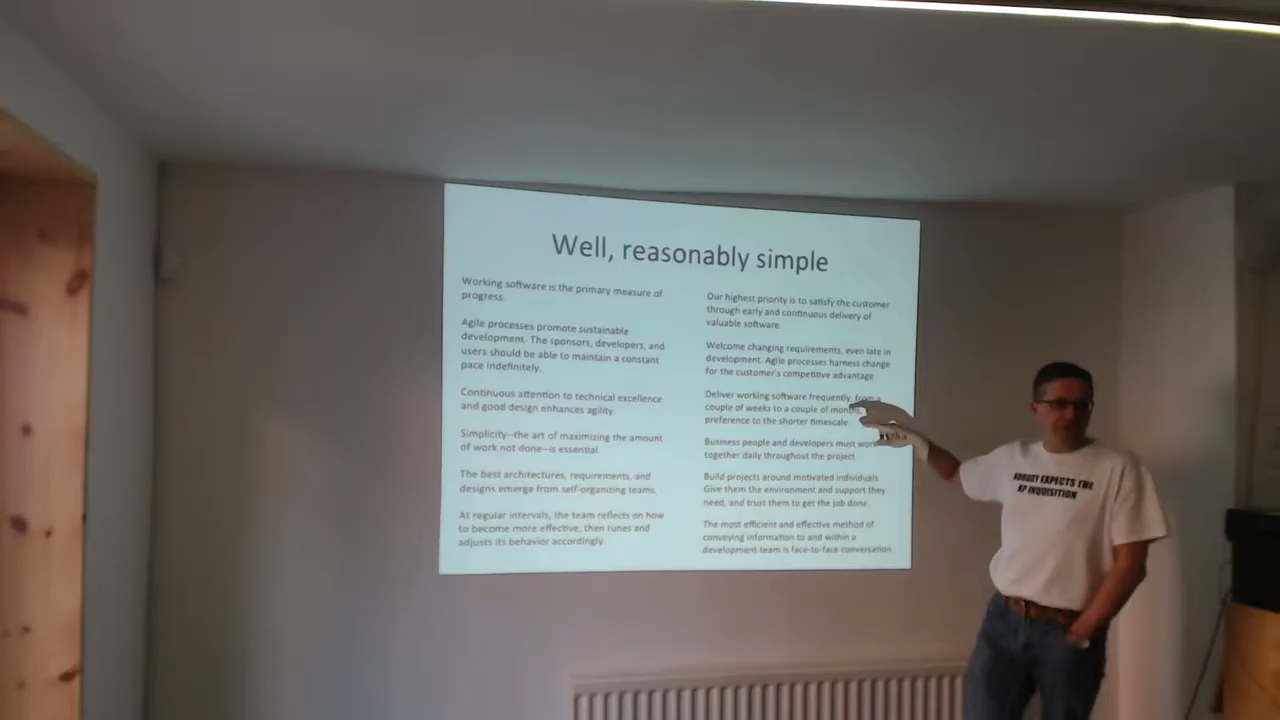 Well, reasonably simple
Working software is the primary measure of
progress.
Agile processes promote sustainable
development. The sponsors, developers, and
users should be able to maintain a constant
pace indefinitely.
Continuous attention to technical excellence
and good design enhances agility.
Simplicity--the art of maximizing the amount
of work not done--is essential.
The best architectures, requirements, and
designs emerge from self-organizing teams.
At regular intervals, the team reflects on how
to become more effective, then tunes and
adjusts its behavior accordingly.
Our highest priority is to satisfy the customer
through early and continuous delivery of
valuable software.
Welcome changing requirements, even late in
development. Agile processes harness change
for the customer's competitive advantage.
Deliver working software frequently, from a
couple of weeks to a couple of months,
preference to the shorter timescale.
Business people and developers must work
together daily throughout the project.
Build projects around motivated individuals.
Give them the environment and support they
need, and trust them to get the job done.
The most efficient and effective method of
conveying information to and within a
development team is face-to-face conversation.
NOBODY EXPECTS THE
XP INQUISITION